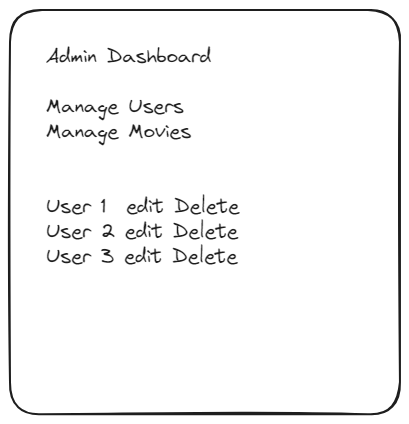 Admin Dashboard
Manage Users
Manage Movies
User 1 edit Delete
User 2 edit Delete
User 3 edit Delete